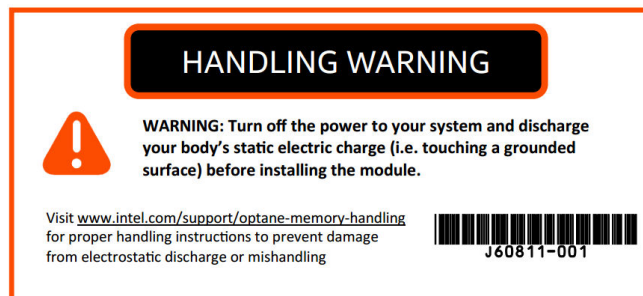 HANDLING WARNING
WARNING: Turn off the power to your system and discharge
your body's static electric charge (i.e. touching a grounded
surface) before installing the module.
Visit www.intel.com/support/optane-memory-handling
for proper handling instructions to prevent damage
from electrostatic discharge or mishandling
J60811-001